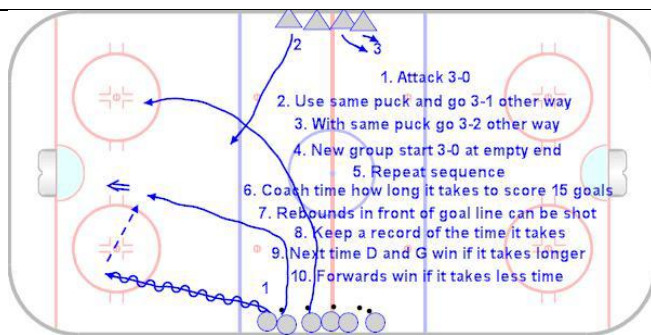 2
3
1. Attack 3-0
2. Use same puck and go 3-1 other way
3. With same puck go 3-2 other way
4. New group start 3-0 at empty end
5. Repeat sequence
6. Coach time how long it takes to score 15 goals
7. Rebounds in front of goal line can be shot
8. Keep a record of the time it takes
9. Next time D and G win if it takes longer
10. Forwards win if it takes less time
1